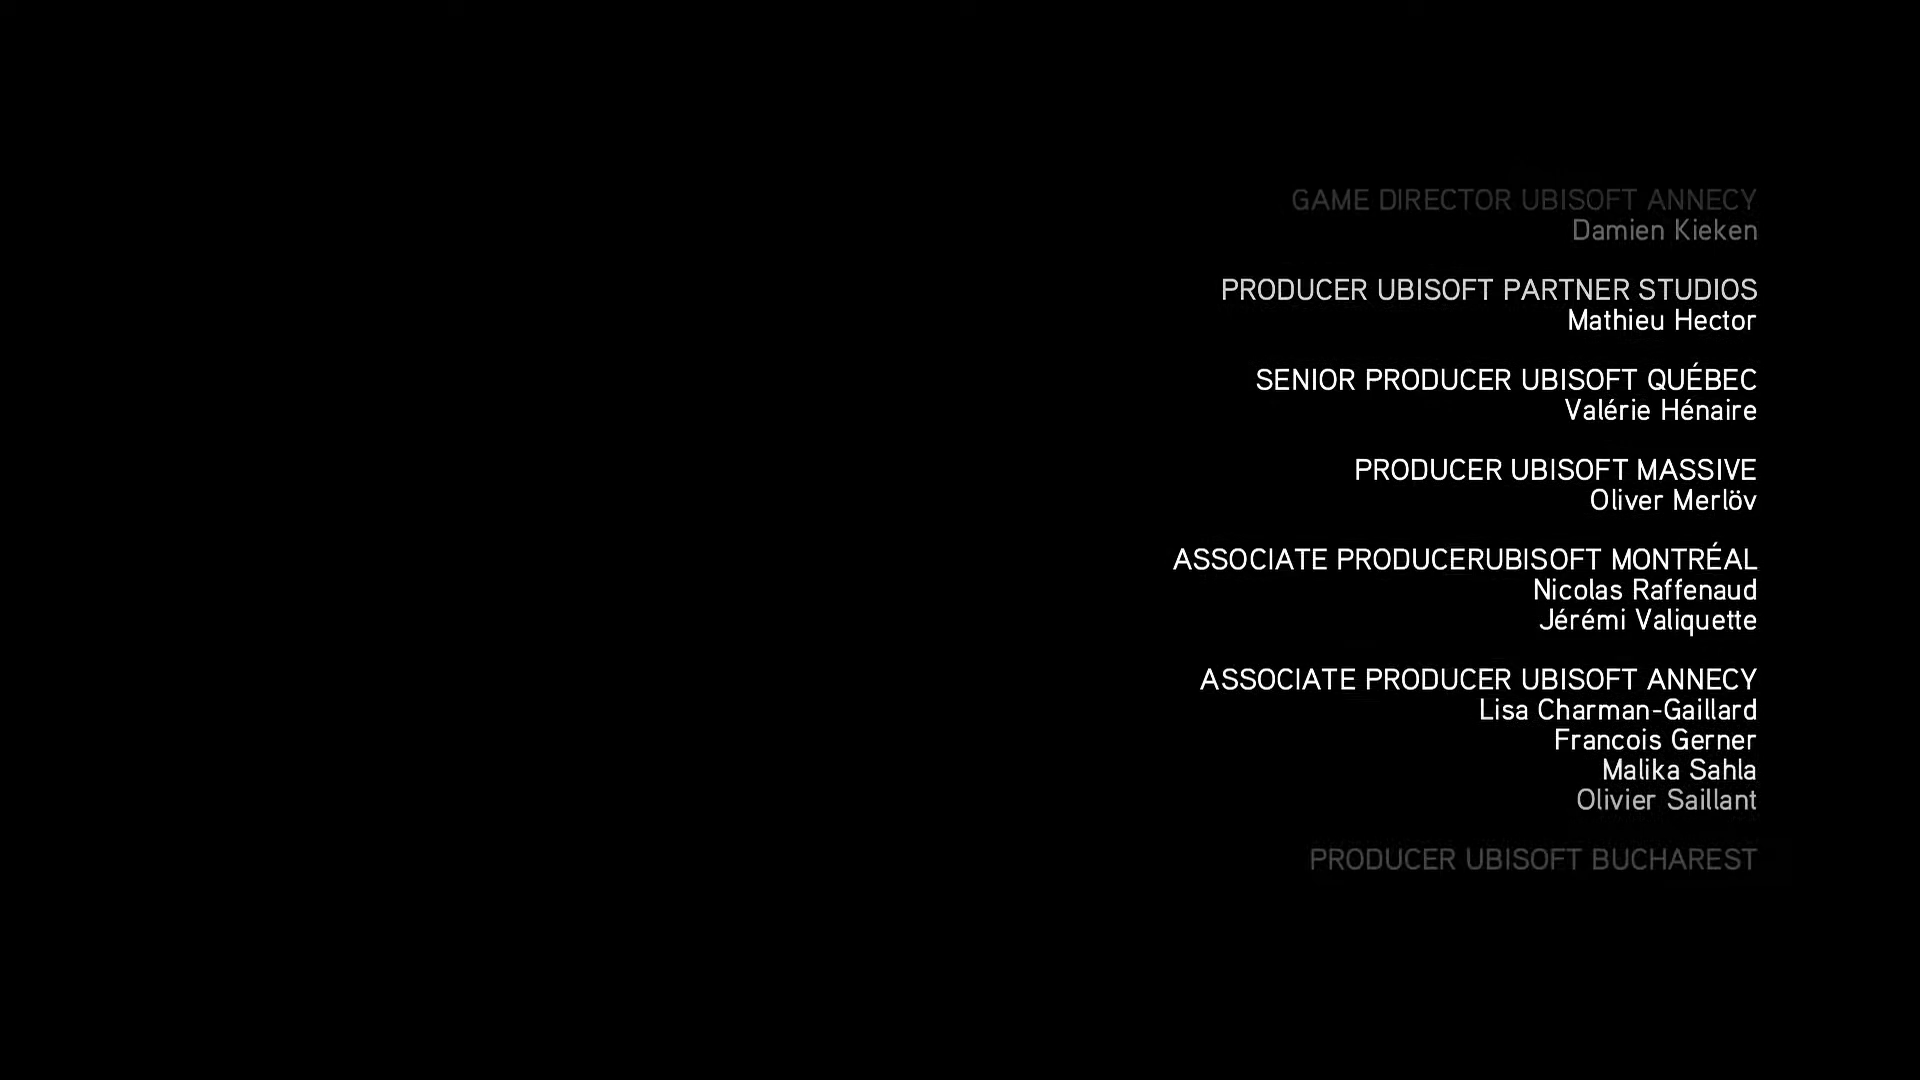 GAME DIRECTOR UBISOFT ANNECY
Damien Kieken
PRODUCER UBISOFT PARTNER STUDIOS
Mathieu Hector
SENIOR PRODUCER UBISOFT QUÉBEC
Valérie Hénaire
PRODUCER UBISOFT MASSIVE
Oliver Merlöv
ASSOCIATE PRODUCERUBISOFT MONTRÉAL
Nicolas Raffenaud
Jérémi Valiquette
ASSOCIATE PRODUCER UBISOFT ANNECY
Lisa Charman-Gaillard
Francois Gerner
Malika Sahla
Olivier Saillant
PRODUCER UBISOFT BUCHAREST